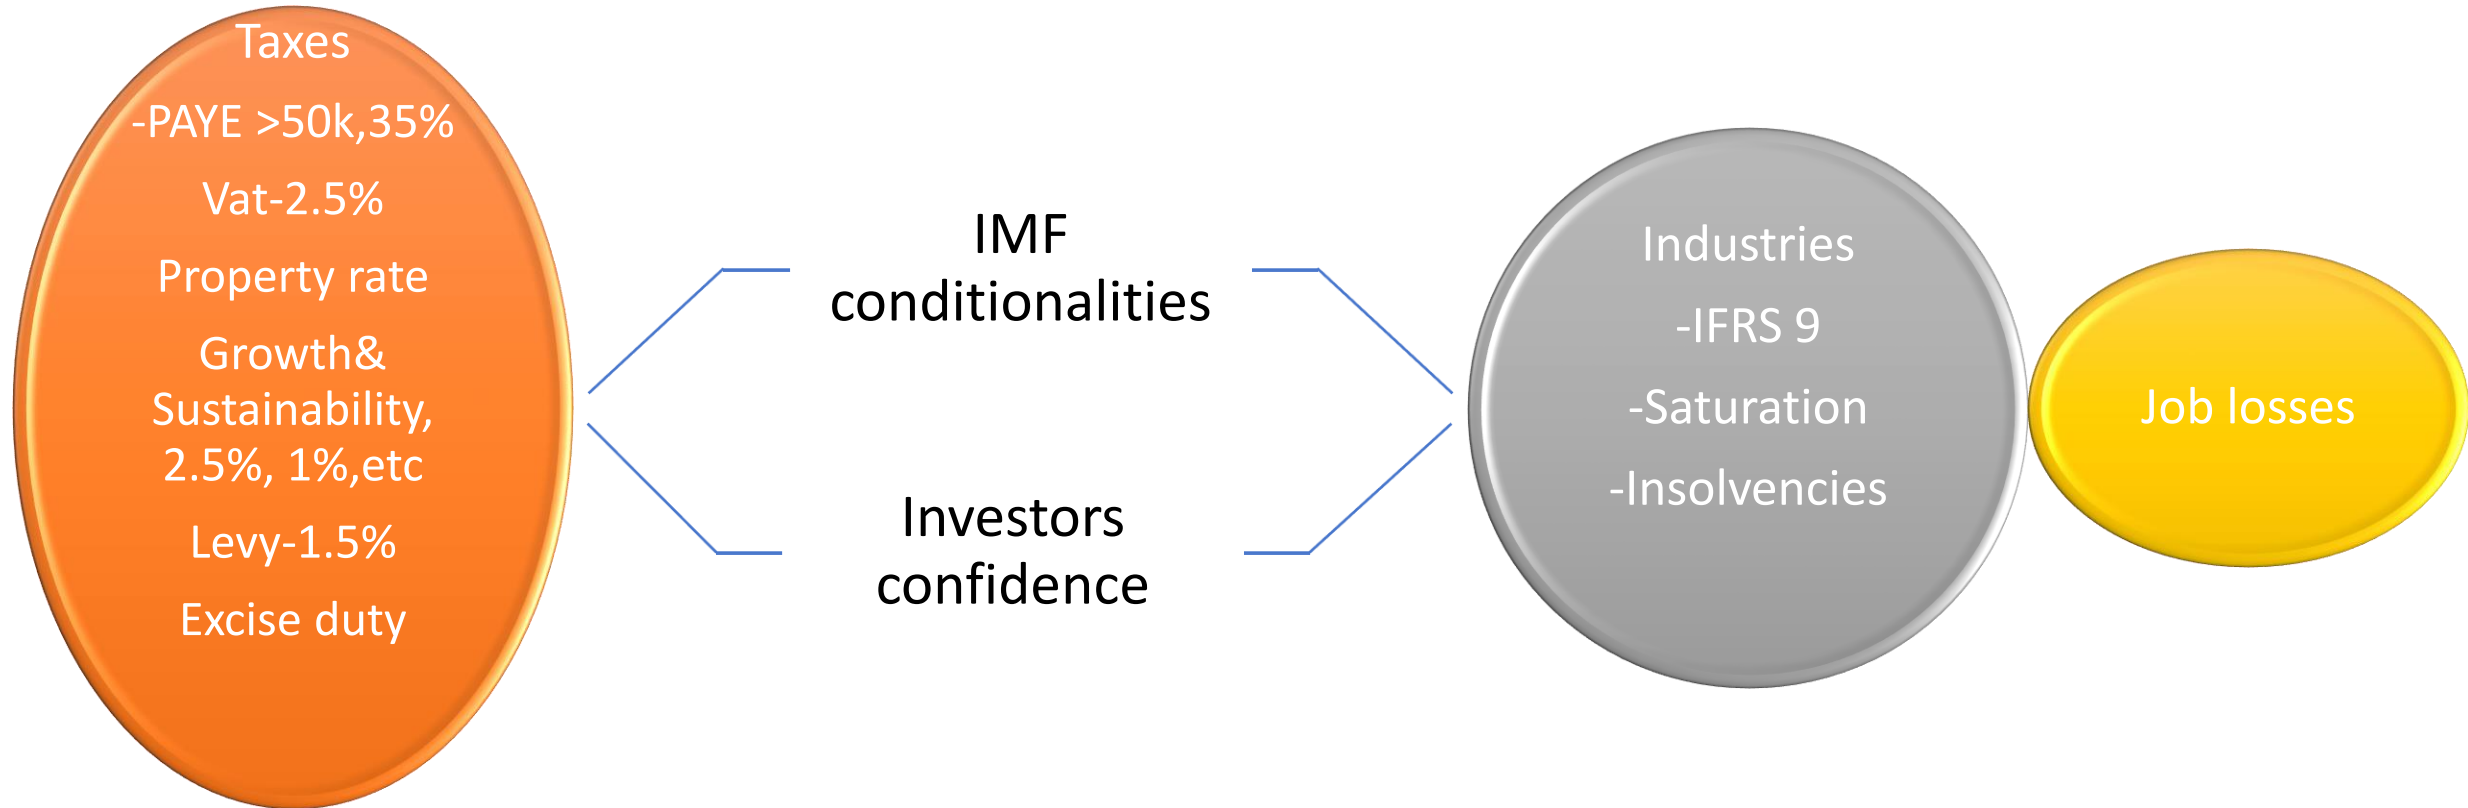 Taxes
-PAYE >50k,35%
Vat-2.5%
Property rate
Growth&
Sustainability,
2.5%, 1%,etc
Levy-1.5%
Excise duty
IMF
conditionalities
Investors
confidence
Industries
-IFRS 9
-Saturation
-Insolvencies
Job losses